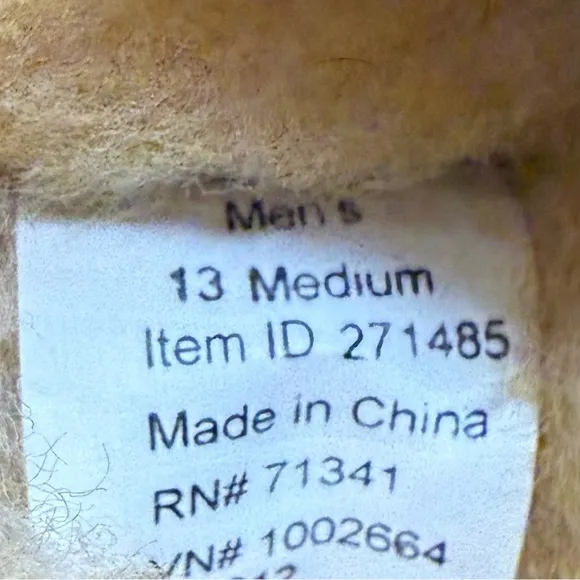 Men's
13 Medium
Item ID 271485
Made in China
RN# 71341
VN# 1002664